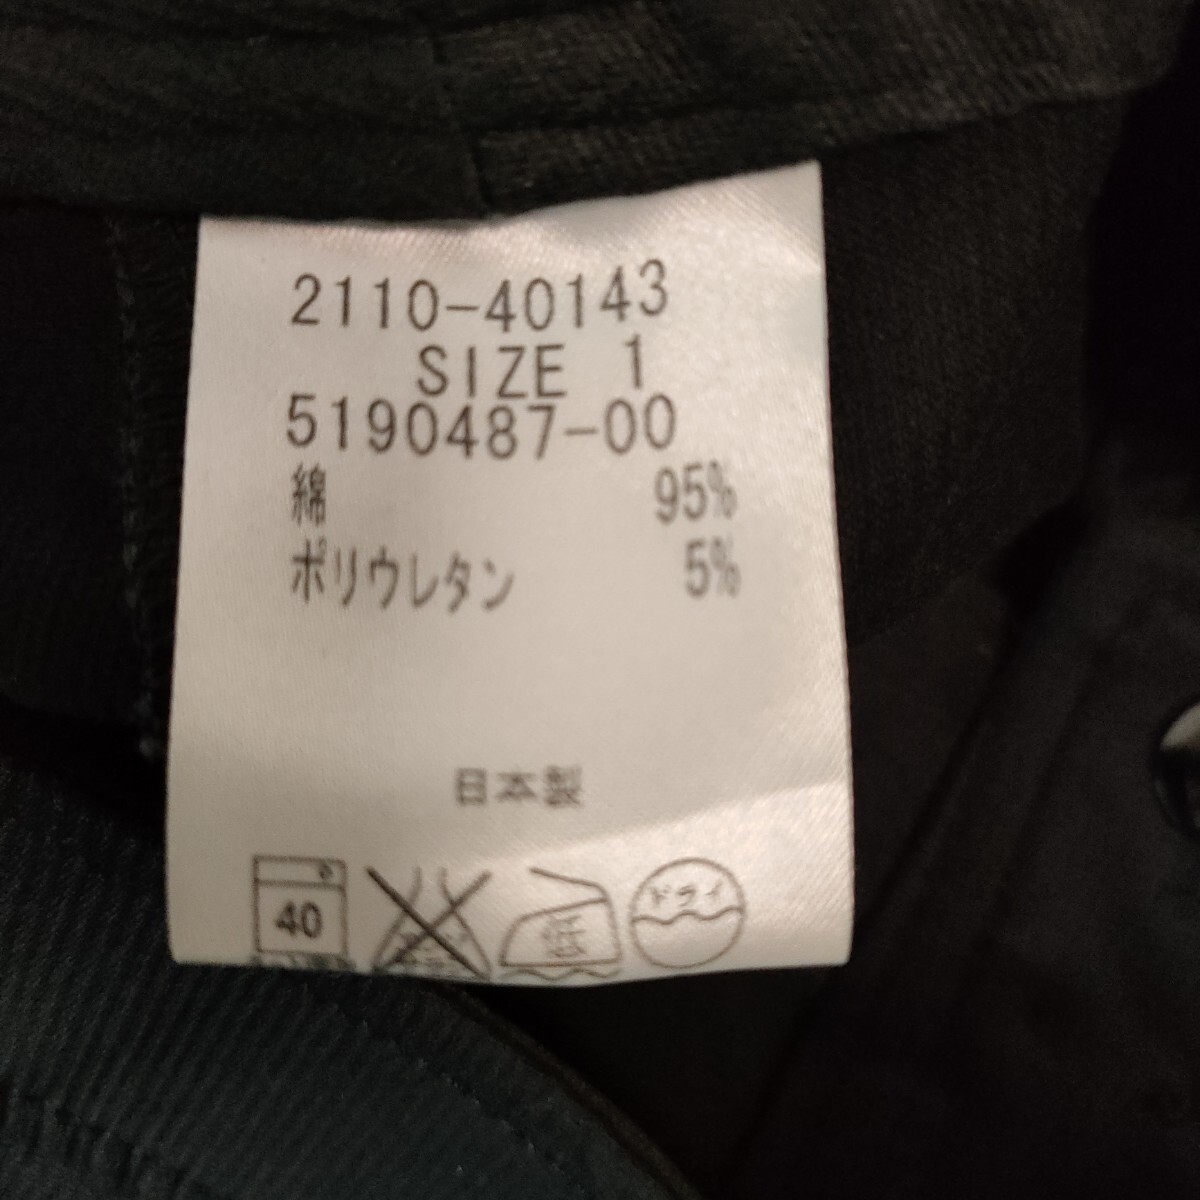 2110-40143
SIZE 1
5190487-00
綿 95%
ポリウレタン 5%
日本製
40 低 ドライ